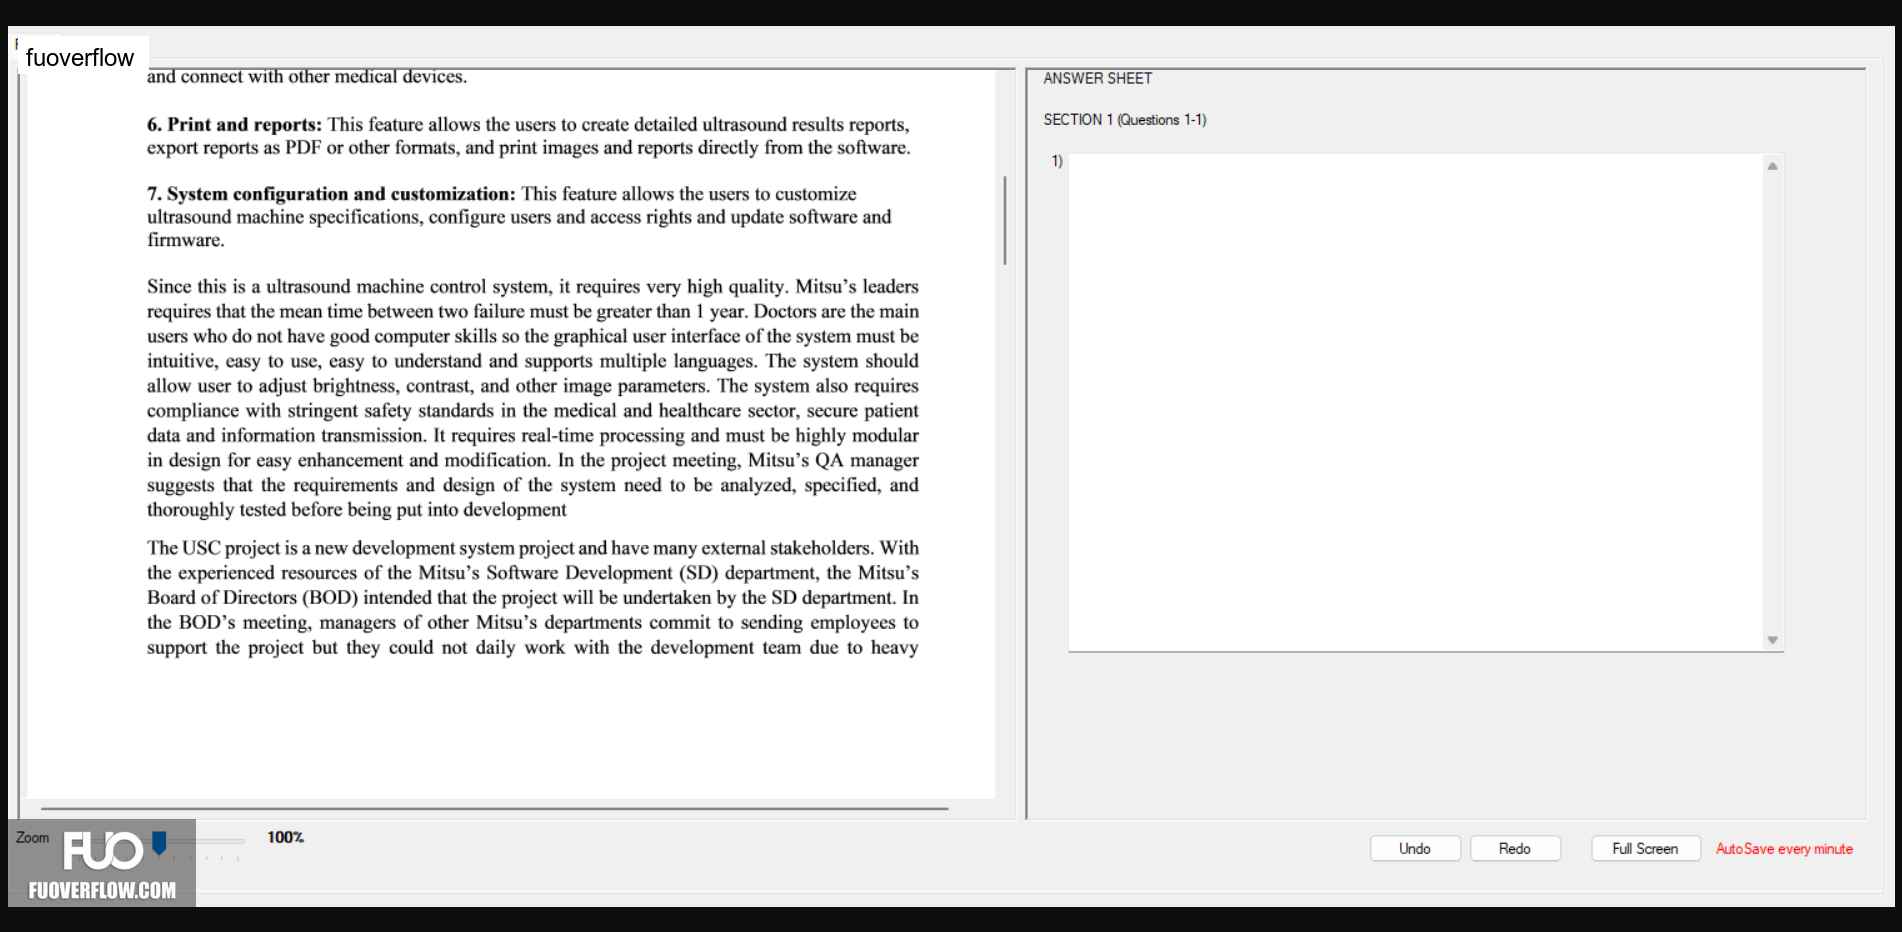 fuoverflow
and connect with other medical devices.
6. Print and reports: This feature allows the users to create detailed ultrasound results reports,
export reports as PDF or other formats, and print images and reports directly from the software.
7. System configuration and customization: This feature allows the users to customize
ultrasound machine specifications, configure users and access rights and update software and
firmware.
Since this is a ultrasound machine control system, it requires very high quality. Mitsu's leaders
requires that the mean time between two failure must be greater than 1 year. Doctors are the main
users who do not have good computer skills so the graphical user interface of the system must be
intuitive, easy to use, easy to understand and supports multiple languages. The system should
allow user to adjust brightness, contrast, and other image parameters. The system also requires
compliance with stringent safety standards in the medical and healthcare sector, secure patient
data and information transmission. It requires real-time processing and must be highly modular
in design for easy enhancement and modification. In the project meeting, Mitsu's QA manager
suggests that the requirements and design of the system need to be analyzed, specified, and
thoroughly tested before being put into development
The USC project is a new development system project and have many external stakeholders. With
the experienced resources of the Mitsu's Software Development (SD) department, the Mitsu's
Board of Directors (BOD) intended that the project will be undertaken by the SD department. In
the BOD's meeting, managers of other Mitsu's departments commit to sending employees to
support the project but they could not daily work with the development team due to heavy
ANSWER SHEET
SECTION 1 (Questions 1-1)
1)
Zoom
100%
FUO
FUOVERFLOW.COM
Undo
Redo
Full Screen
AutoSave every minute